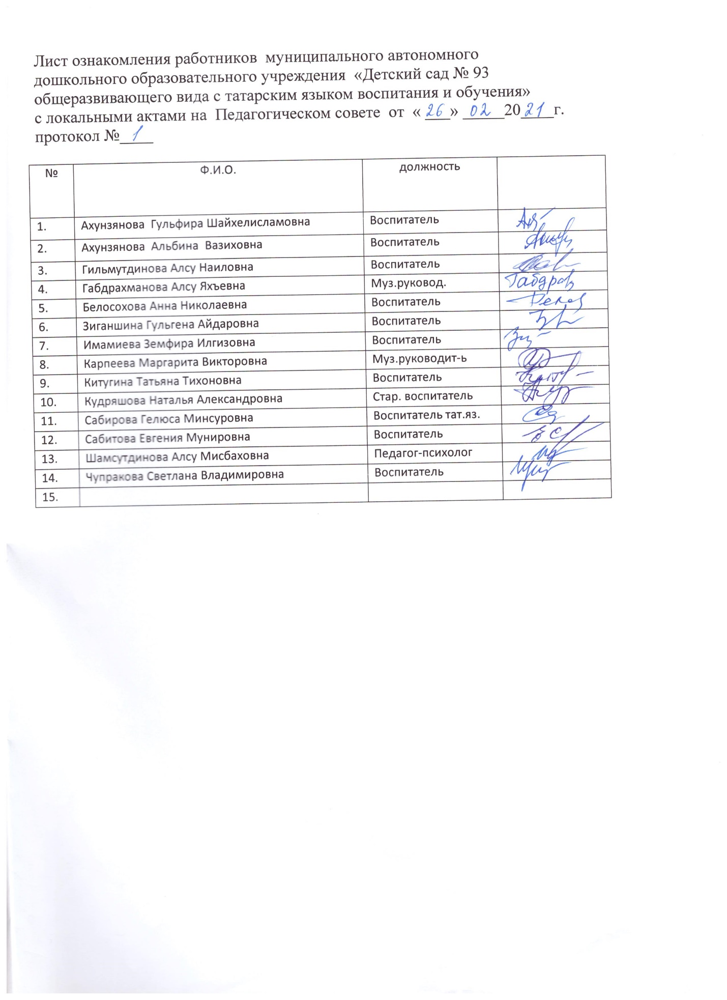 Лист ознакомления работников муниципального автономного
дошкольного образовательного учреждения «Детский сад № 93
общеразвивающего вида с татарским языком воспитания и обучения»
с локальными актами на Педагогическом совете от « 26 » 02 2021 г.
протокол № 1
№ Ф.И.О. должность
1. Ахунзянова Гульфира Шайхелисламовна Воспитатель
2. Ахунзянова Альбина Вазиховна Воспитатель
3. Гильмутдинова Алсу Наиловна Воспитатель
4. Габдрахманова Алсу Яхъевна Муз.руковод.
5. Белосохова Анна Николаевна Воспитатель
6. Зиганшина Гульгена Айдаровна Воспитатель
7. Имамиева Земфира Илгизовна Воспитатель
8. Карпеева Маргарита Викторовна Муз.руководит-ь
9. Китугина Татьяна Тихоновна Воспитатель
10. Кудряшова Наталья Александровна Стар. воспитатель
11. Сабирова Гелюса Минсуровна Воспитатель тат.яз.
12. Сабитова Евгения Мунировна Воспитатель
13. Шамсутдинова Алсу Мисбаховна Педагог-психолог
14. Чупракова Светлана Владимировна Воспитатель
15.